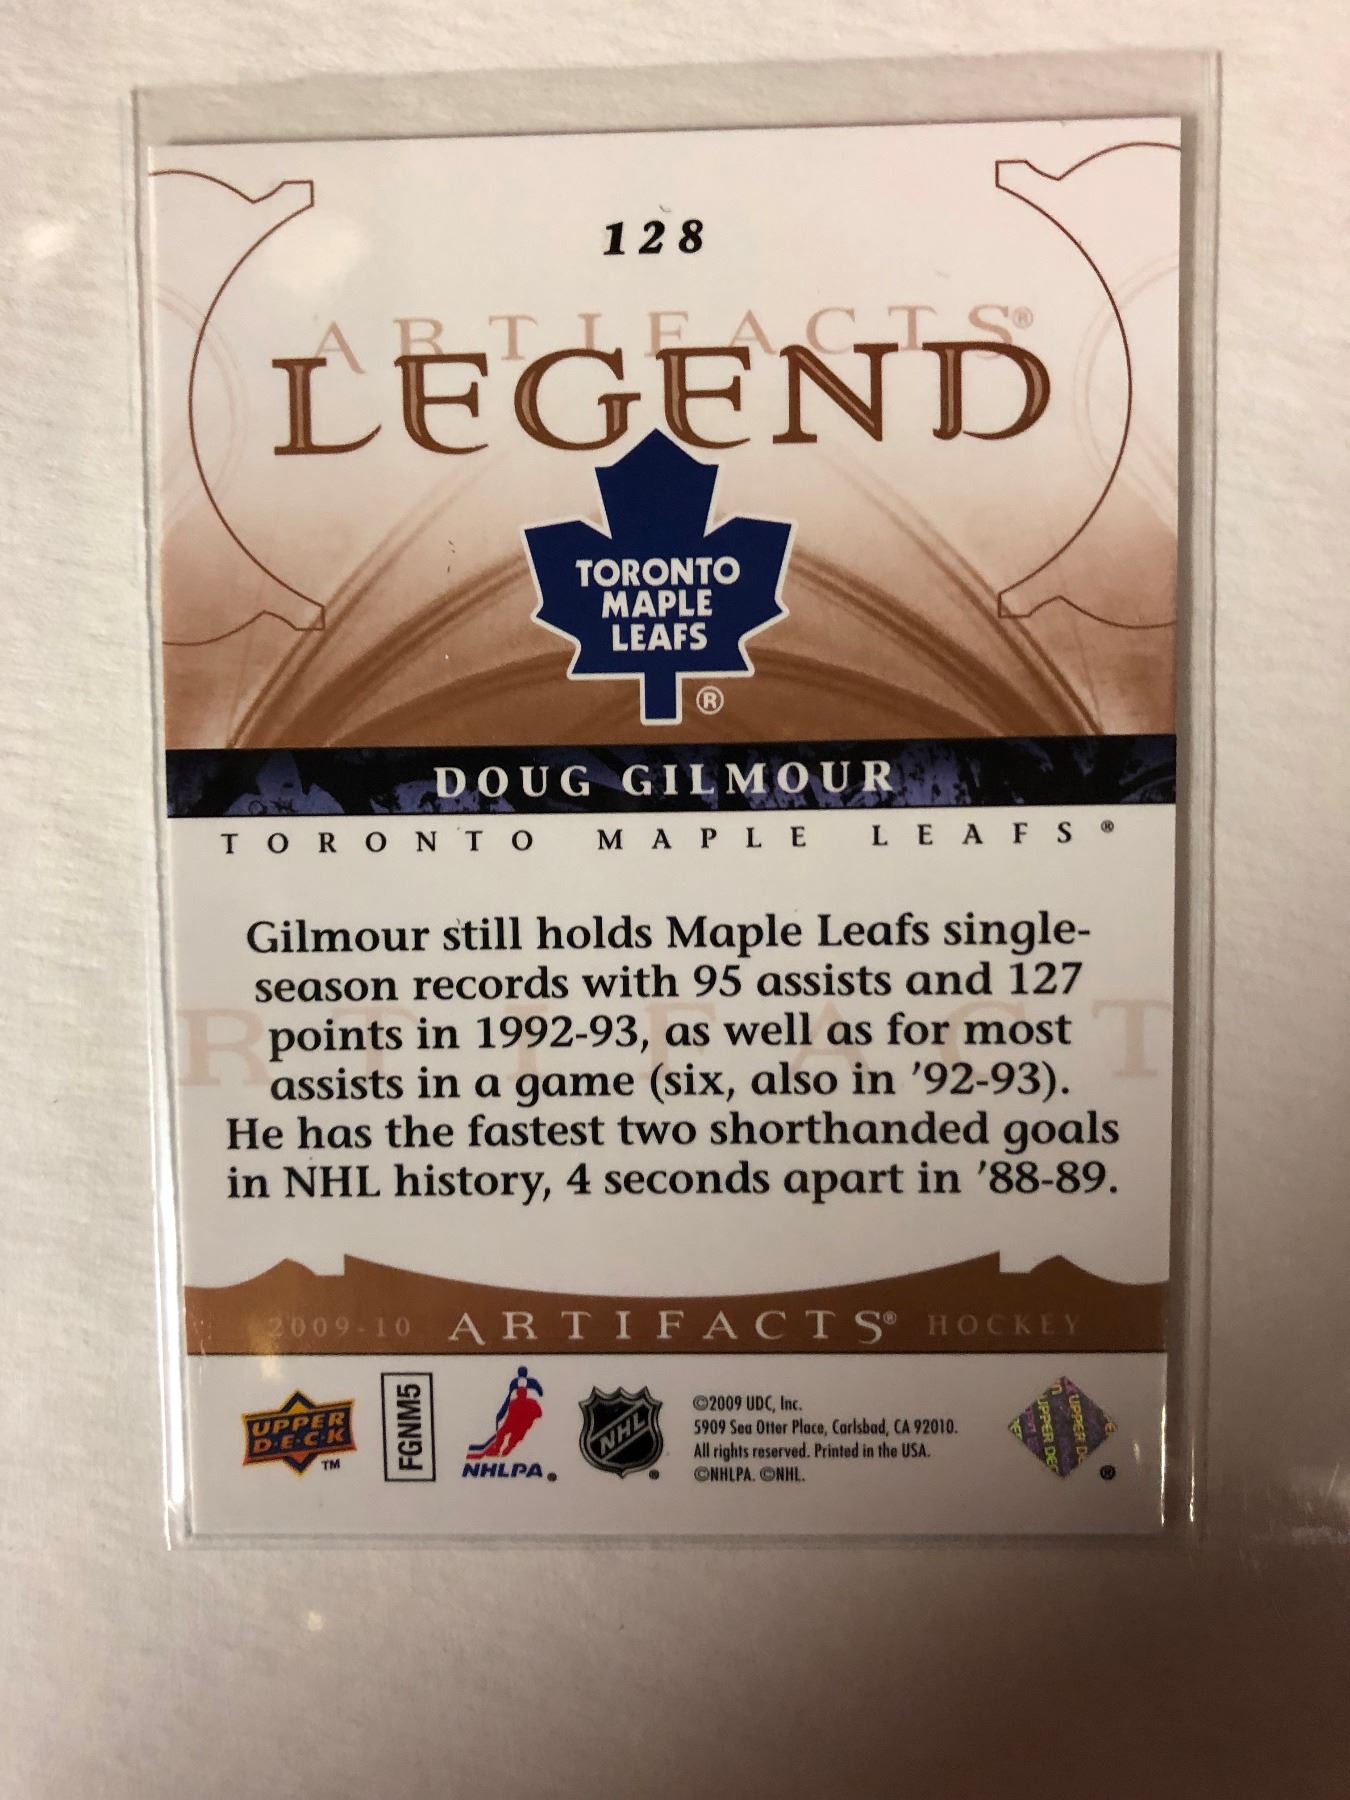 128
ARTIFACTS®
LEGEND
TORONTO
MAPLE
LEAFS
®
DOUG GILMOUR
TORONTO MAPLE LEAFS®
Gilmour still holds Maple Leafs single-
season records with 95 assists and 127
points in 1992-93, as well as for most
assists in a game (six, also in ’92-93).
He has the fastest two shorthanded goals
in NHL history, 4 seconds apart in ’88-89.
2009-10 ARTIFACTS® HOCKEY
UPPER
DECK
™
FGNM5
NHLPA®
NHL
®
©2009 UDC, Inc.
5909 Sea Otter Place, Carlsbad, CA 92010.
All rights reserved. Printed in the USA.
©NHLPA. ©NHL.
®